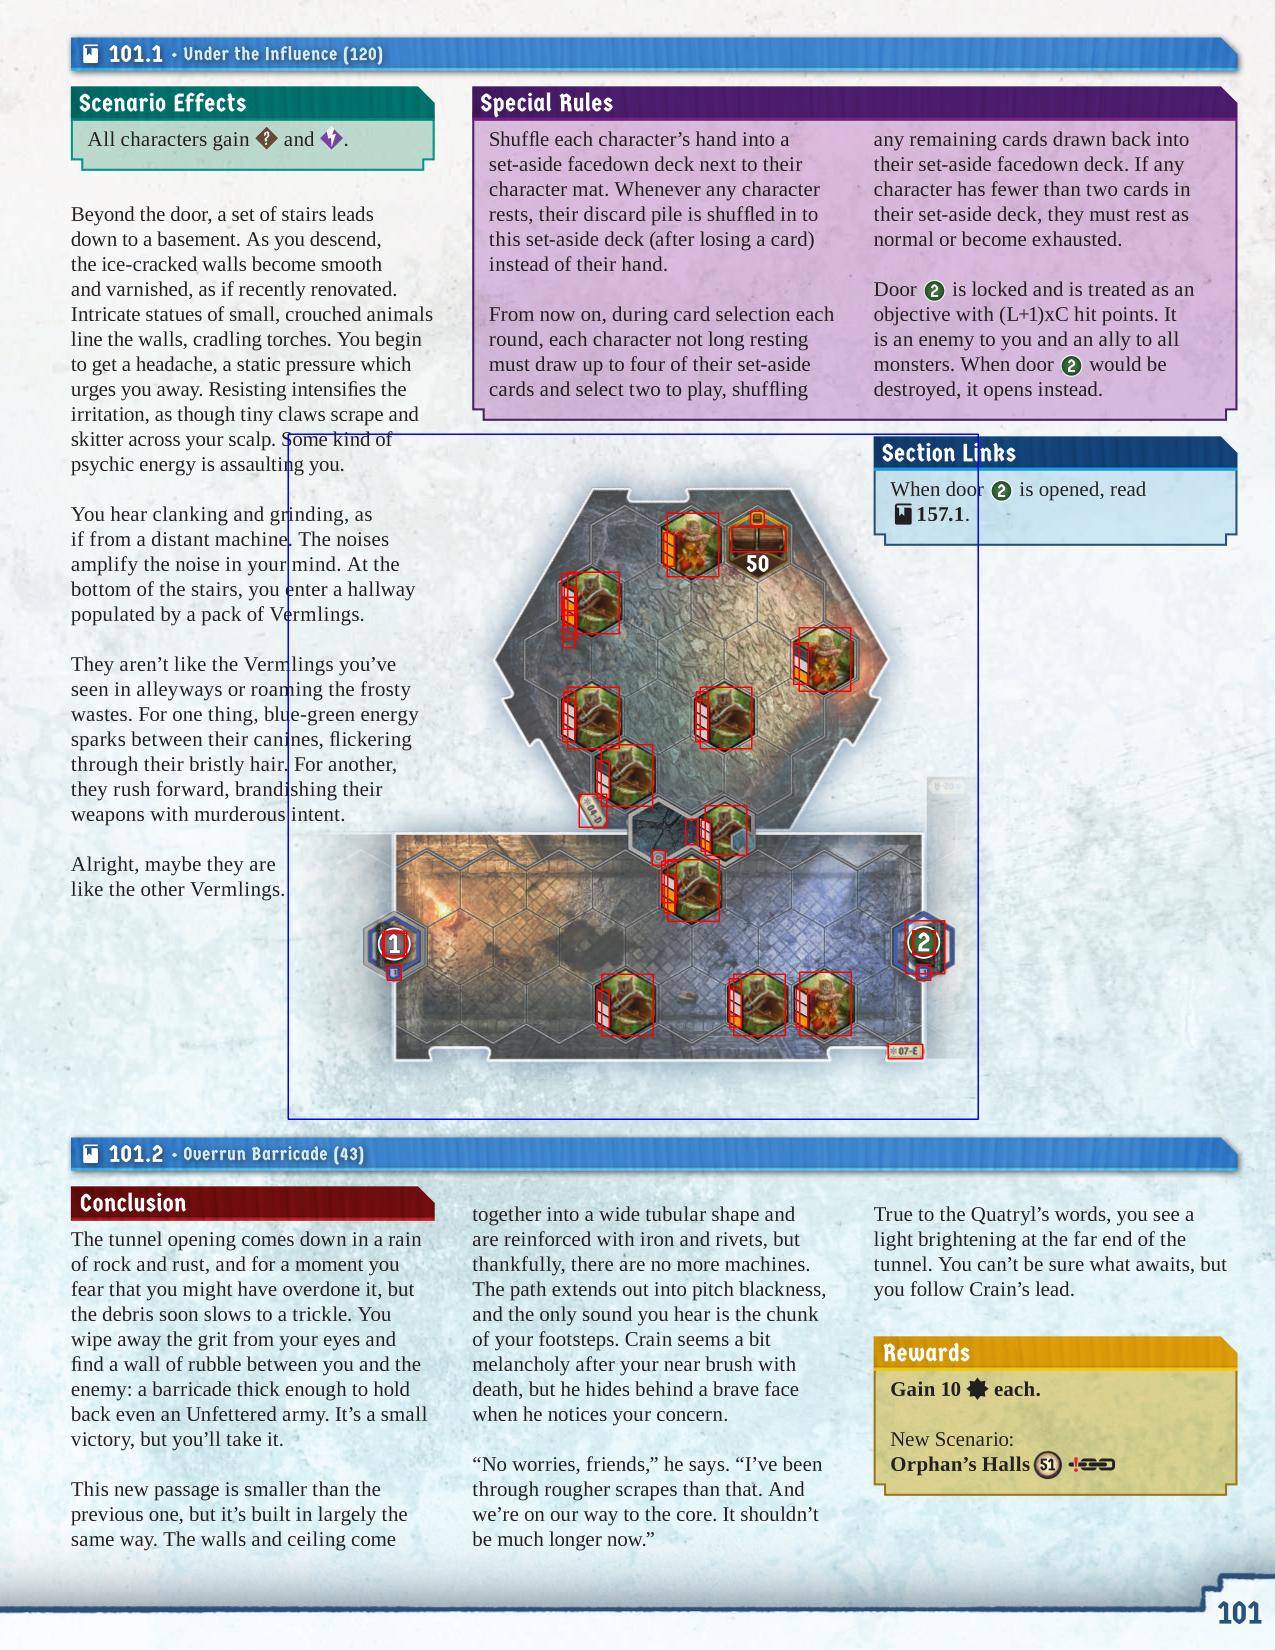 101.1 • Under the Influence (120)
Scenario Effects
All characters gain ? and .
Beyond the door, a set of stairs leads
down to a basement. As you descend,
the ice-cracked walls become smooth
and varnished, as if recently renovated.
Intricate statues of small, crouched animals
line the walls, cradling torches. You begin
to get a headache, a static pressure which
urges you away. Resisting intensifies the
irritation, as though tiny claws scrape and
skitter across your scalp. Some kind of
psychic energy is assaulting you.
You hear clanking and grinding, as
if from a distant machine. The noises
amplify the noise in your mind. At the
bottom of the stairs, you enter a hallway
populated by a pack of Vermlings.
They aren’t like the Vermlings you’ve
seen in alleyways or roaming the frosty
wastes. For one thing, blue-green energy
sparks between their canines, flickering
through their bristly hair. For another,
they rush forward, brandishing their
weapons with murderous intent.
Alright, maybe they are
like the other Vermlings.
Special Rules
Shuffle each character’s hand into a
set-aside facedown deck next to their
character mat. Whenever any character
rests, their discard pile is shuffled in to
this set-aside deck (after losing a card)
instead of their hand.
From now on, during card selection each
round, each character not long resting
must draw up to four of their set-aside
cards and select two to play, shuffling
any remaining cards drawn back into
their set-aside facedown deck. If any
character has fewer than two cards in
their set-aside deck, they must rest as
normal or become exhausted.
Door 2 is locked and is treated as an
objective with (L+1)xC hit points. It
is an enemy to you and an ally to all
monsters. When door 2 would be
destroyed, it opens instead.
Section Links
When door 2 is opened, read
157.1.
50
04-D
1
2
07-E
101.2 • Overrun Barricade (43)
Conclusion
The tunnel opening comes down in a rain
of rock and rust, and for a moment you
fear that you might have overdone it, but
the debris soon slows to a trickle. You
wipe away the grit from your eyes and
find a wall of rubble between you and the
enemy: a barricade thick enough to hold
back even an Unfettered army. It’s a small
victory, but you’ll take it.
This new passage is smaller than the
previous one, but it’s built in largely the
same way. The walls and ceiling come
together into a wide tubular shape and
are reinforced with iron and rivets, but
thankfully, there are no more machines.
The path extends out into pitch blackness,
and the only sound you hear is the chunk
of your footsteps. Crain seems a bit
melancholy after your near brush with
death, but he hides behind a brave face
when he notices your concern.
“No worries, friends,” he says. “I’ve been
through rougher scrapes than that. And
we’re on our way to the core. It shouldn’t
be much longer now.”
True to the Quatryl’s words, you see a
light brightening at the far end of the
tunnel. You can’t be sure what awaits, but
you follow Crain’s lead.
Rewards
Gain 10 each.
New Scenario:
Orphan’s Halls 51
101